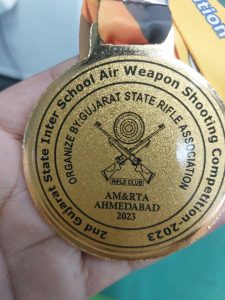 2nd Gujarat State Inter School Air Weapon Shooting Competition-2023
ORGANIZE BY GUJARAT STATE RIFLE ASSOCIATION
RIFLE CLUB
AM&RTA
AHMEDABAD
2023